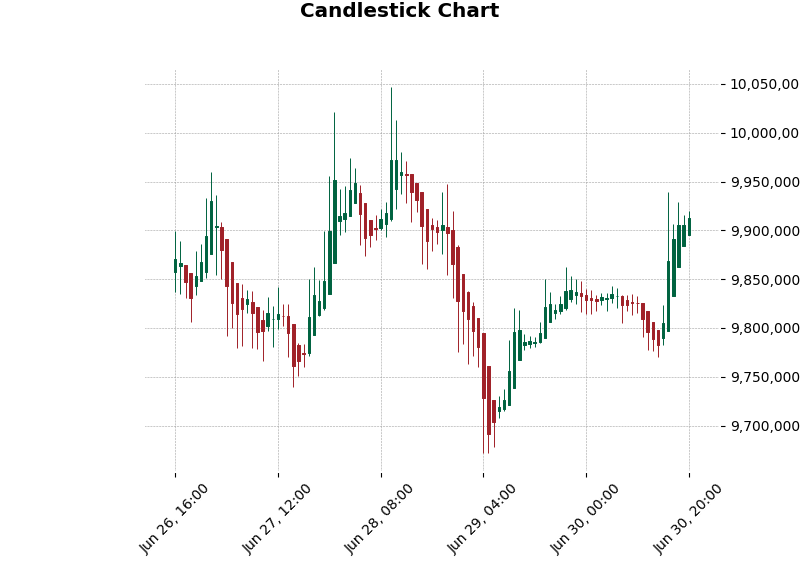 Candlestick Chart
10,050,00
10,000,00
9,950,000
9,900,000
9,850,000
9,800,000
9,750,000
9,700,000
Jun 26, 16:00
Jun 27, 12:00
Jun 28, 08:00
Jun 29, 04:00
Jun 30, 00:00
Jun 30, 20:00